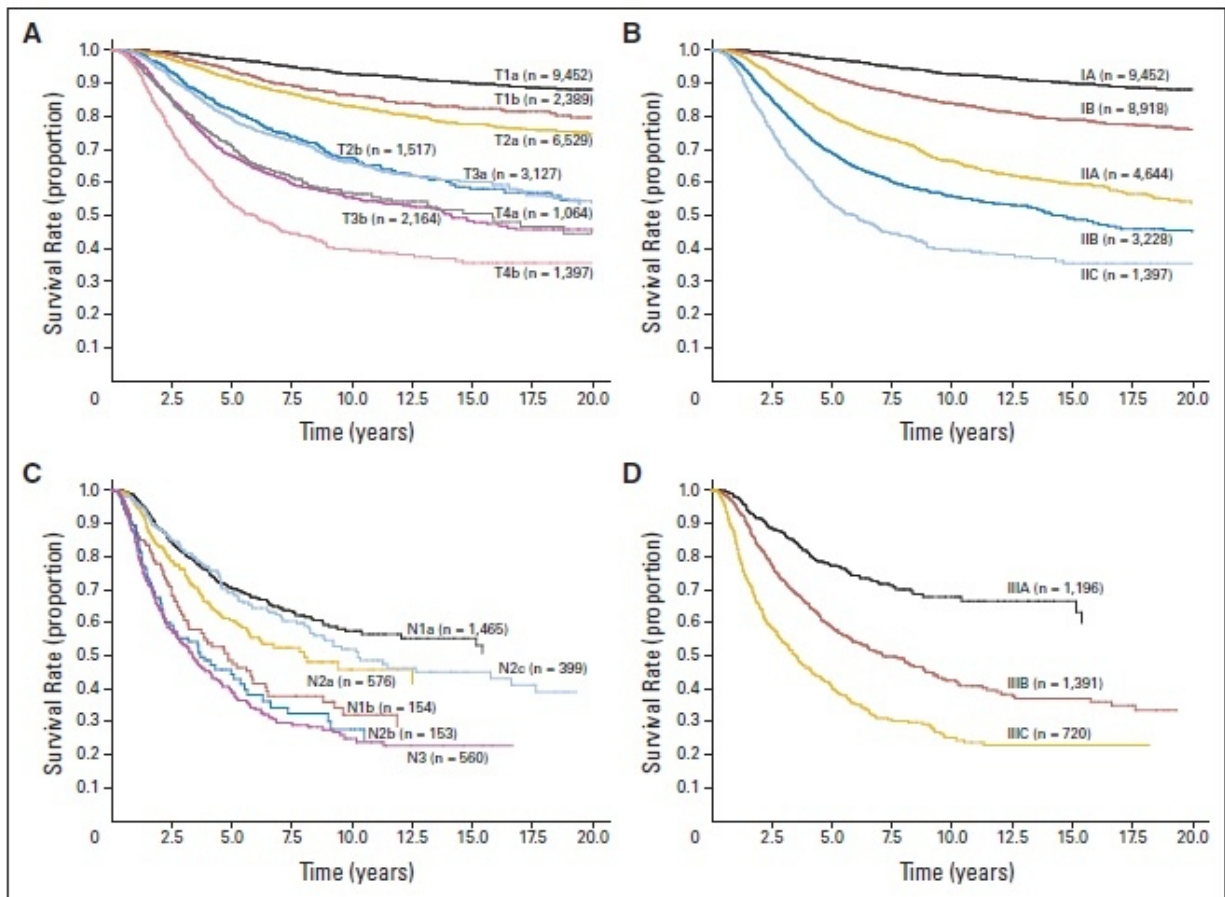 A
Survival Rate (proportion)
1.0
0.9
0.8
0.7
0.6
0.5
0.4
0.3
0.2
0.1
0
2.5
5.0
7.5
10.0
12.5
15.0
17.5
20.0
Time (years)
T1a (n = 9,452)
T1b (n = 2,389)
T2a (n = 6,529)
T2b (n = 1,517)
T3a (n = 3,127)
T4a (n = 1,064)
T3b (n = 2,164)
T4b (n = 1,397)
B
Survival Rate (proportion)
1.0
0.9
0.8
0.7
0.6
0.5
0.4
0.3
0.2
0.1
0
2.5
5.0
7.5
10.0
12.5
15.0
17.5
20.0
Time (years)
IA (n = 9,452)
IB (n = 8,918)
IIA (n = 4,644)
IIB (n = 3,228)
IIC (n = 1,397)
C
Survival Rate (proportion)
1.0
0.9
0.8
0.7
0.6
0.5
0.4
0.3
0.2
0.1
0
2.5
5.0
7.5
10.0
12.5
15.0
17.5
20.0
Time (years)
N1a (n = 1,465)
N2c (n = 399)
N2a (n = 576)
N1b (n = 154)
N2b (n = 153)
N3 (n = 560)
D
Survival Rate (proportion)
1.0
0.9
0.8
0.7
0.6
0.5
0.4
0.3
0.2
0.1
0
2.5
5.0
7.5
10.0
12.5
15.0
17.5
20.0
Time (years)
IIIA (n = 1,196)
IIIB (n = 1,391)
IIIC (n = 720)